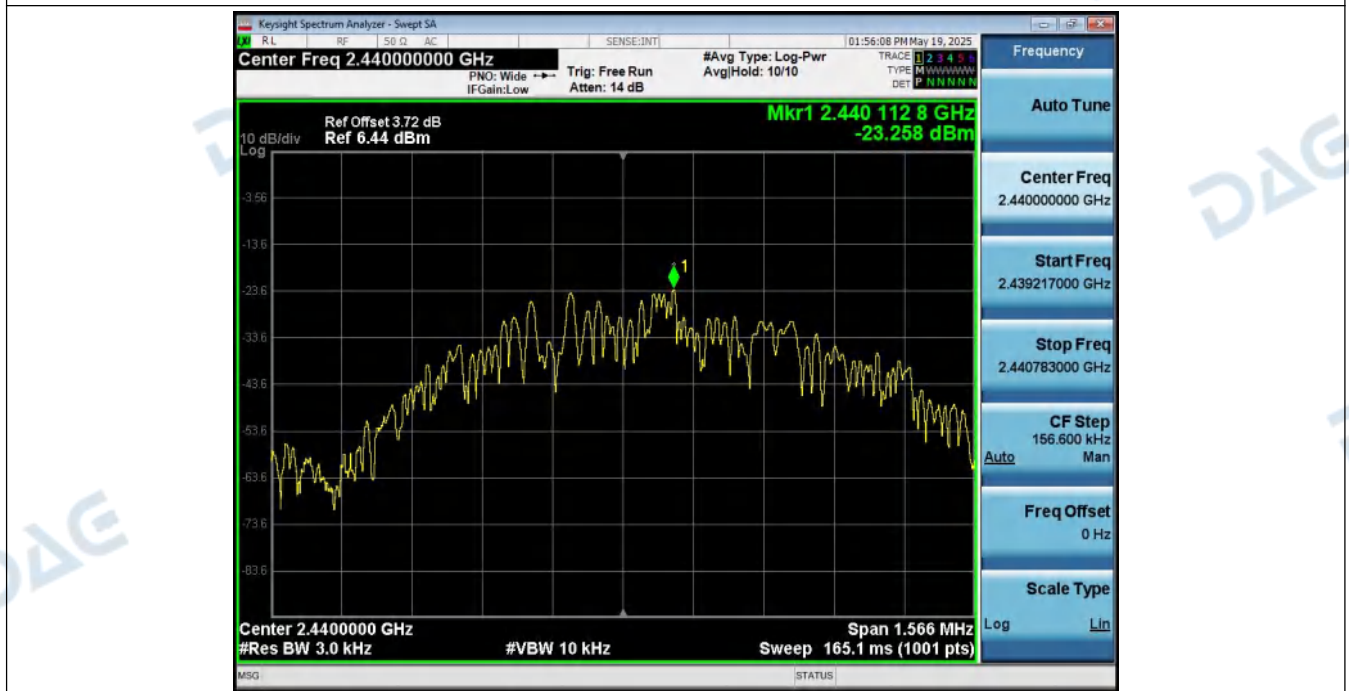 Keysight Spectrum Analyzer - Swept SA
RL RF 50 Ω AC SENSE:INT 01:56:08 PM May 19, 2025
Center Freq 2.440000000 GHz #Avg Type: Log-Pwr TRACE 1 2 3 4 5 6
PNO: Wide Trig: Free Run Avg|Hold: 10/10 TYPE M W W W W W
IFGain:Low Atten: 14 dB DET P N N N N N
Mkr1 2.440 112 8 GHz
-23.258 dBm
Ref Offset 3.72 dB
10 dB/div Ref 6.44 dBm
Log
-3.56
-13.6
1
-23.6
-33.6
-43.6
-53.6
-63.6
-73.6
-83.6
Center 2.4400000 GHz Span 1.566 MHz
#Res BW 3.0 kHz #VBW 10 kHz Sweep 165.1 ms (1001 pts)
MSG STATUS
Frequency
Auto Tune
Center Freq
2.440000000 GHz
Start Freq
2.439217000 GHz
Stop Freq
2.440783000 GHz
CF Step
156.600 kHz
Auto Man
Freq Offset
0 Hz
Scale Type
Log Lin
DAG
DAG